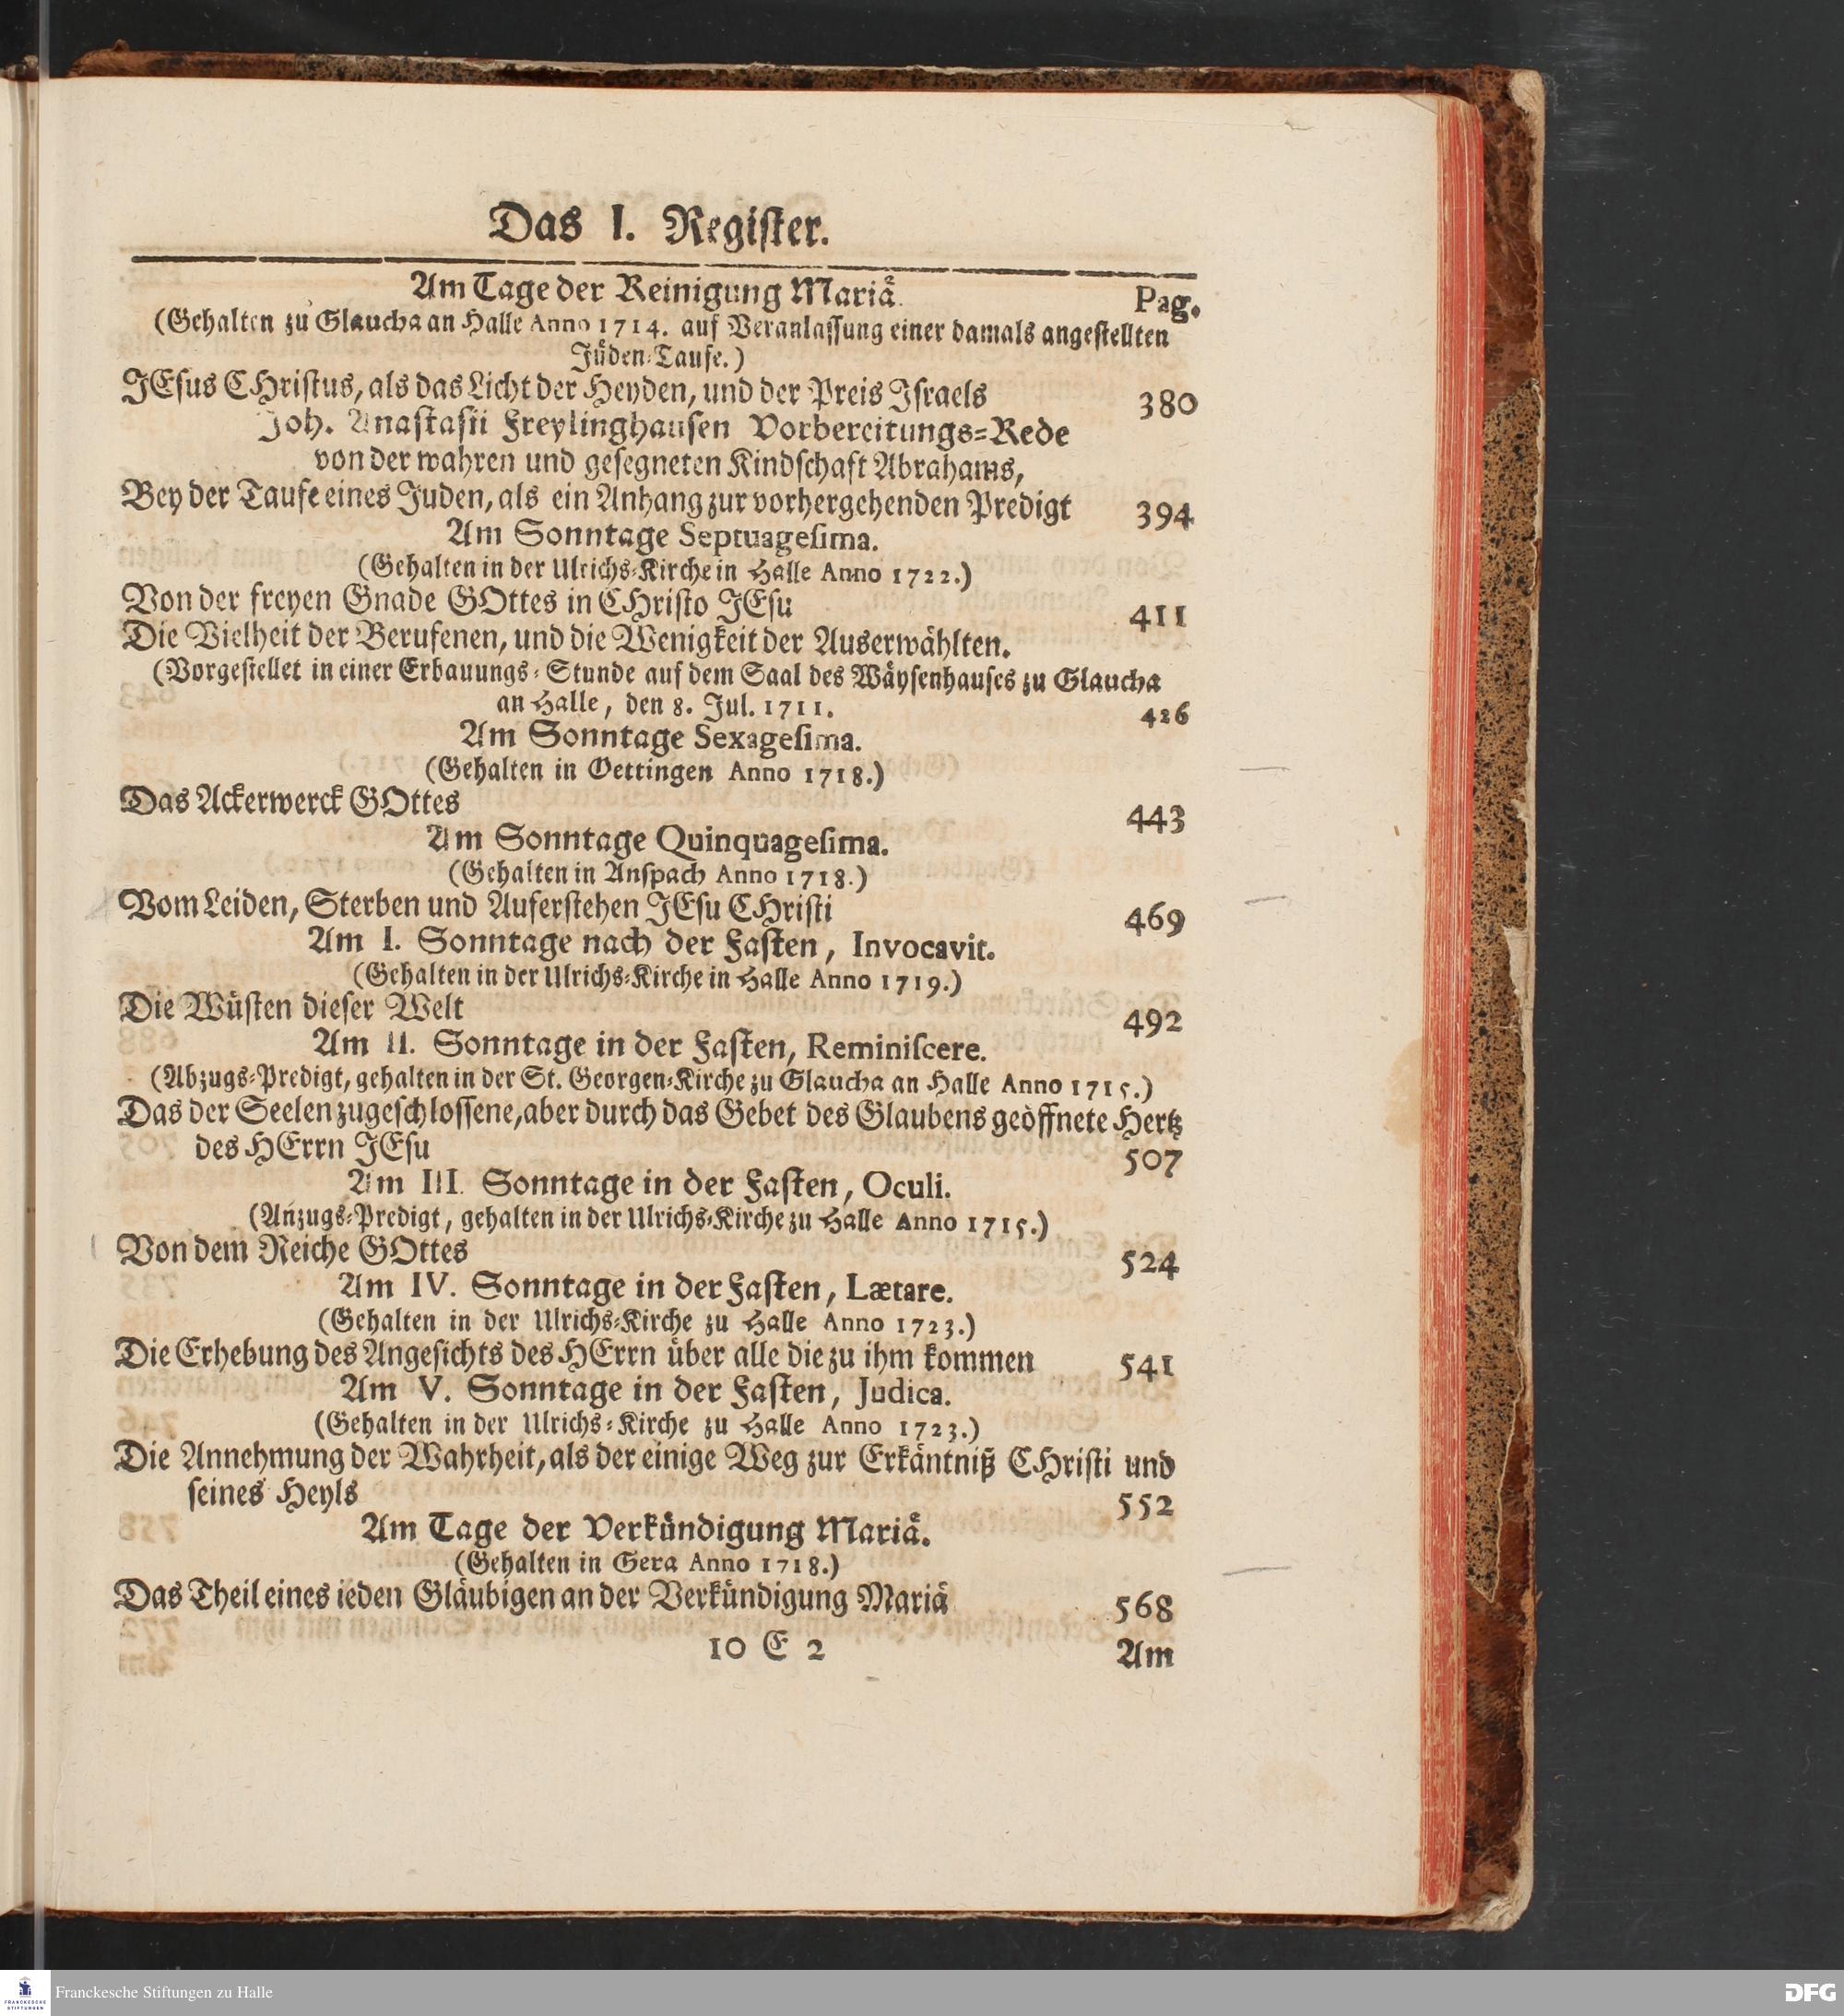 Das I. Register.
Am Tage der Reinigung Mariä. Pag.
(Gehalten zu Glaucha an Halle Anno 1714. auf Veranlassung einer damals angestellten
Jüden-Taufe.)
JEsus CHristus, als das Licht der Heyden, und der Preis Israels 380
Joh. Anastasii Freylinghausen Vorbereitungs-Rede
von der wahren und gesegneten Kindschaft Abrahams,
Bey der Taufe eines Juden, als ein Anhang zur vorhergehenden Predigt 394
Am Sonntage Septuagesima.
(Gehalten in der Ulrichs-Kirche in Halle Anno 1722.)
Von der freyen Gnade GOttes in CHristo JEsu 411
Die Vielheit der Berufenen, und die Wenigkeit der Auserwählten.
(Vorgestellet in einer Erbauungs-Stunde auf dem Saal des Wäysenhauses zu Glaucha
an Halle, den 8. Jul. 1711. 426
Am Sonntage Sexagesima.
(Gehalten in Oettingen Anno 1718.)
Das Ackerwerck GOttes 443
Am Sonntage Quinquagesima.
(Gehalten in Anspach Anno 1718.)
Vom Leiden, Sterben und Auferstehen JEsu CHristi 469
Am I. Sonntage nach der Fasten, Invocavit.
(Gehalten in der Ulrichs-Kirche in Halle Anno 1719.)
Die Wüsten dieser Welt 492
Am II. Sonntage in der Fasten, Reminiscere.
(Abzugs-Predigt, gehalten in der St. Georgen-Kirche zu Glaucha an Halle Anno 1715.)
Das der Seelen zugeschlossene, aber durch das Gebet des Glaubens geöffnete Hertz
des HErrn JEsu 507
Am III. Sonntage in der Fasten, Oculi.
(Anzugs-Predigt, gehalten in der Ulrichs-Kirche zu Halle Anno 1715.)
Von dem Reiche GOttes 524
Am IV. Sonntage in der Fasten, Lætare.
(Gehalten in der Ulrichs-Kirche zu Halle Anno 1723.)
Die Erhebung des Angesichts des HErrn über alle die zu ihm kommen 541
Am V. Sonntage in der Fasten, Judica.
(Gehalten in der Ulrichs-Kirche zu Halle Anno 1723.)
Die Annehmung der Wahrheit, als der einige Weg zur Erkäntniß CHristi und
seines Heyls 552
Am Tage der Verkündigung Mariä.
(Gehalten in Gera Anno 1718.)
Das Theil eines ieden Gläubigen an der Verkündigung Mariä 568
10 E 2 Am
FRANCKESCHE STIFTUNGEN
Franckesche Stiftungen zu Halle
DFG